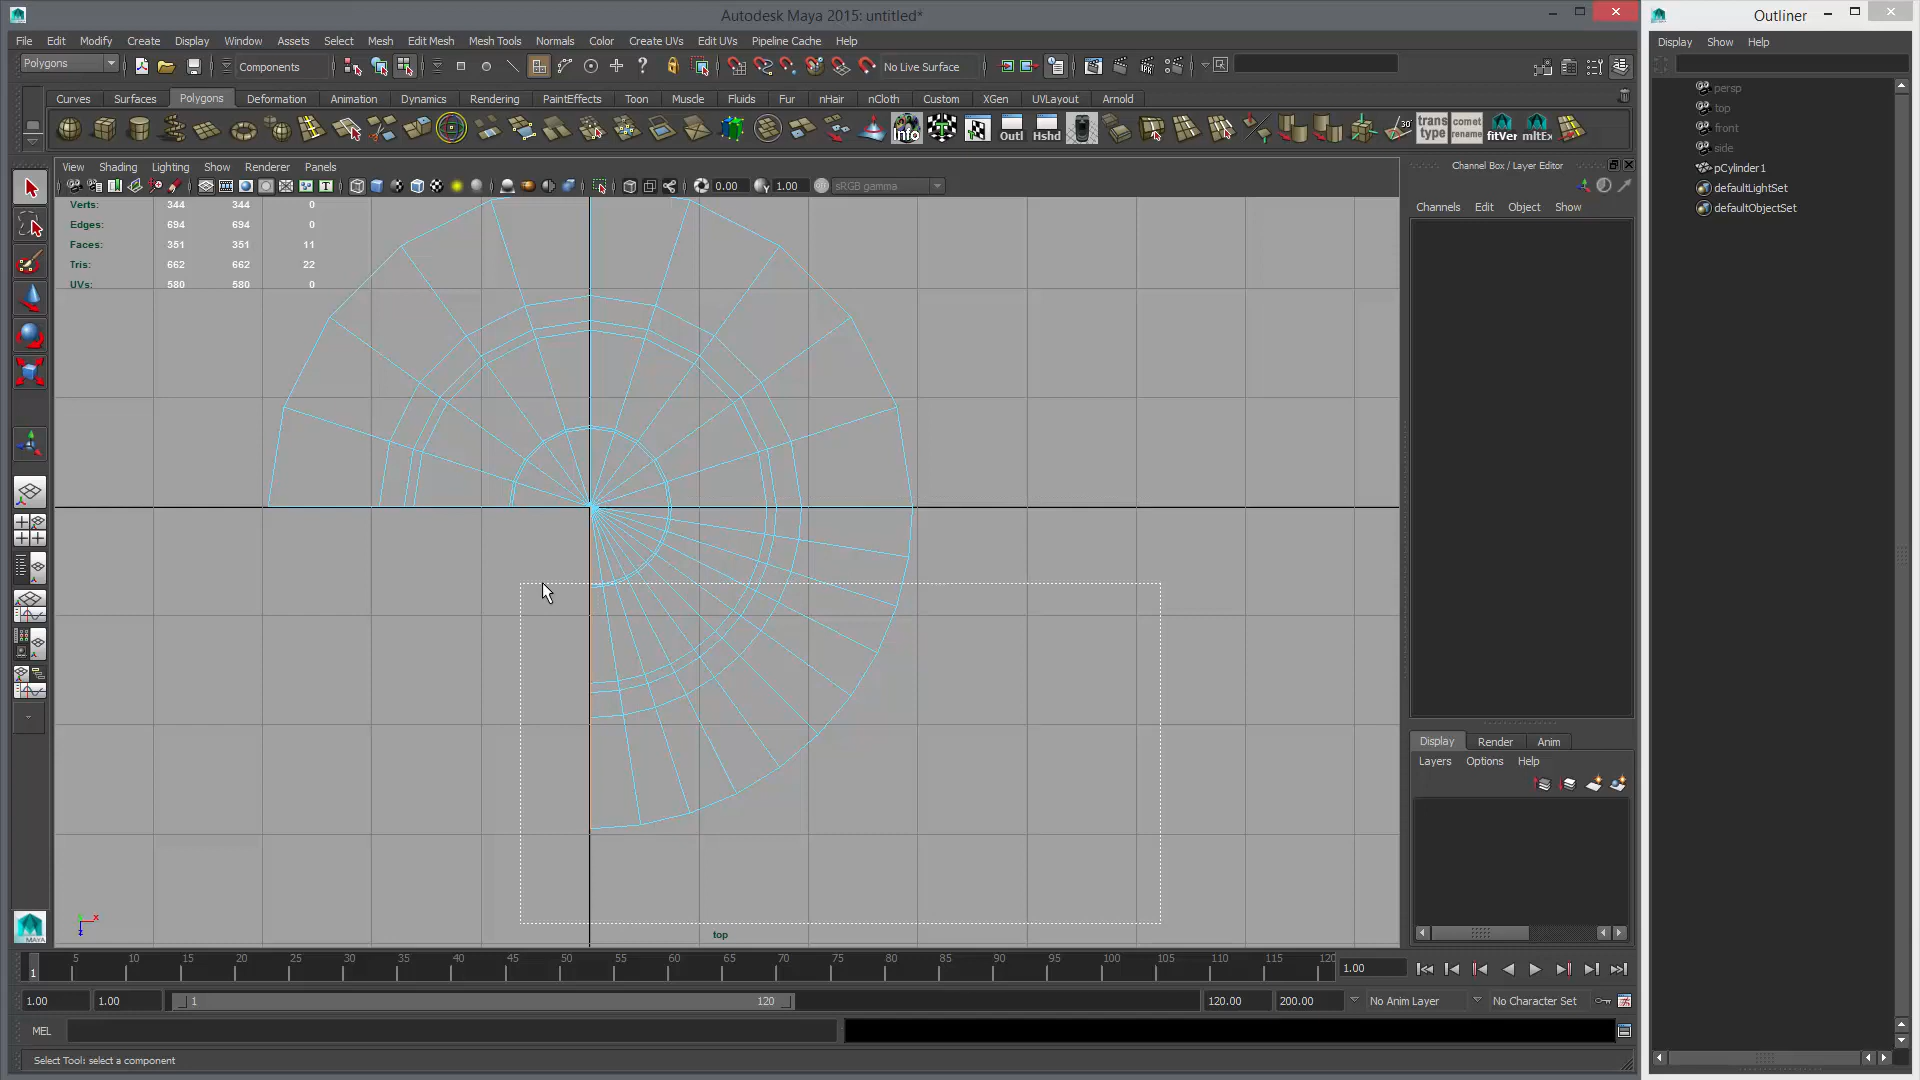 Autodesk Maya 2015: untitled*
File Edit Modify Create Display Window Assets Select Mesh Edit Mesh Mesh Tools Normals Color Create UVs Edit UVs Pipeline Cache Help
Polygons Components No Live Surface
Curves Surfaces Polygons Deformation Animation Dynamics Rendering PaintEffects Toon Muscle Fluids Fur nHair nCloth Custom XGen UVLayout Arnold
Info Outl Hshd 30 trans type comet rename fitVer mltEx
View Shading Lighting Show Renderer Panels
0.00 1.00 sRGB gamma
Verts: 344 344 0
Edges: 694 694 0
Faces: 351 351 11
Tris: 662 662 22
UVs: 580 580 0
top
MAYA
1 5 10 15 20 25 30 35 40 45 50 55 60 65 70 75 80 85 90 95 100 105 110 115 120 1.00
1.00 1.00 1 120 120.00 200.00 No Anim Layer No Character Set
MEL
Select Tool: select a component
Channel Box / Layer Editor
Channels Edit Object Show
Display Render Anim
Layers Options Help
Outliner
Display Show Help
persp
top
front
side
pCylinder1
defaultLightSet
defaultObjectSet